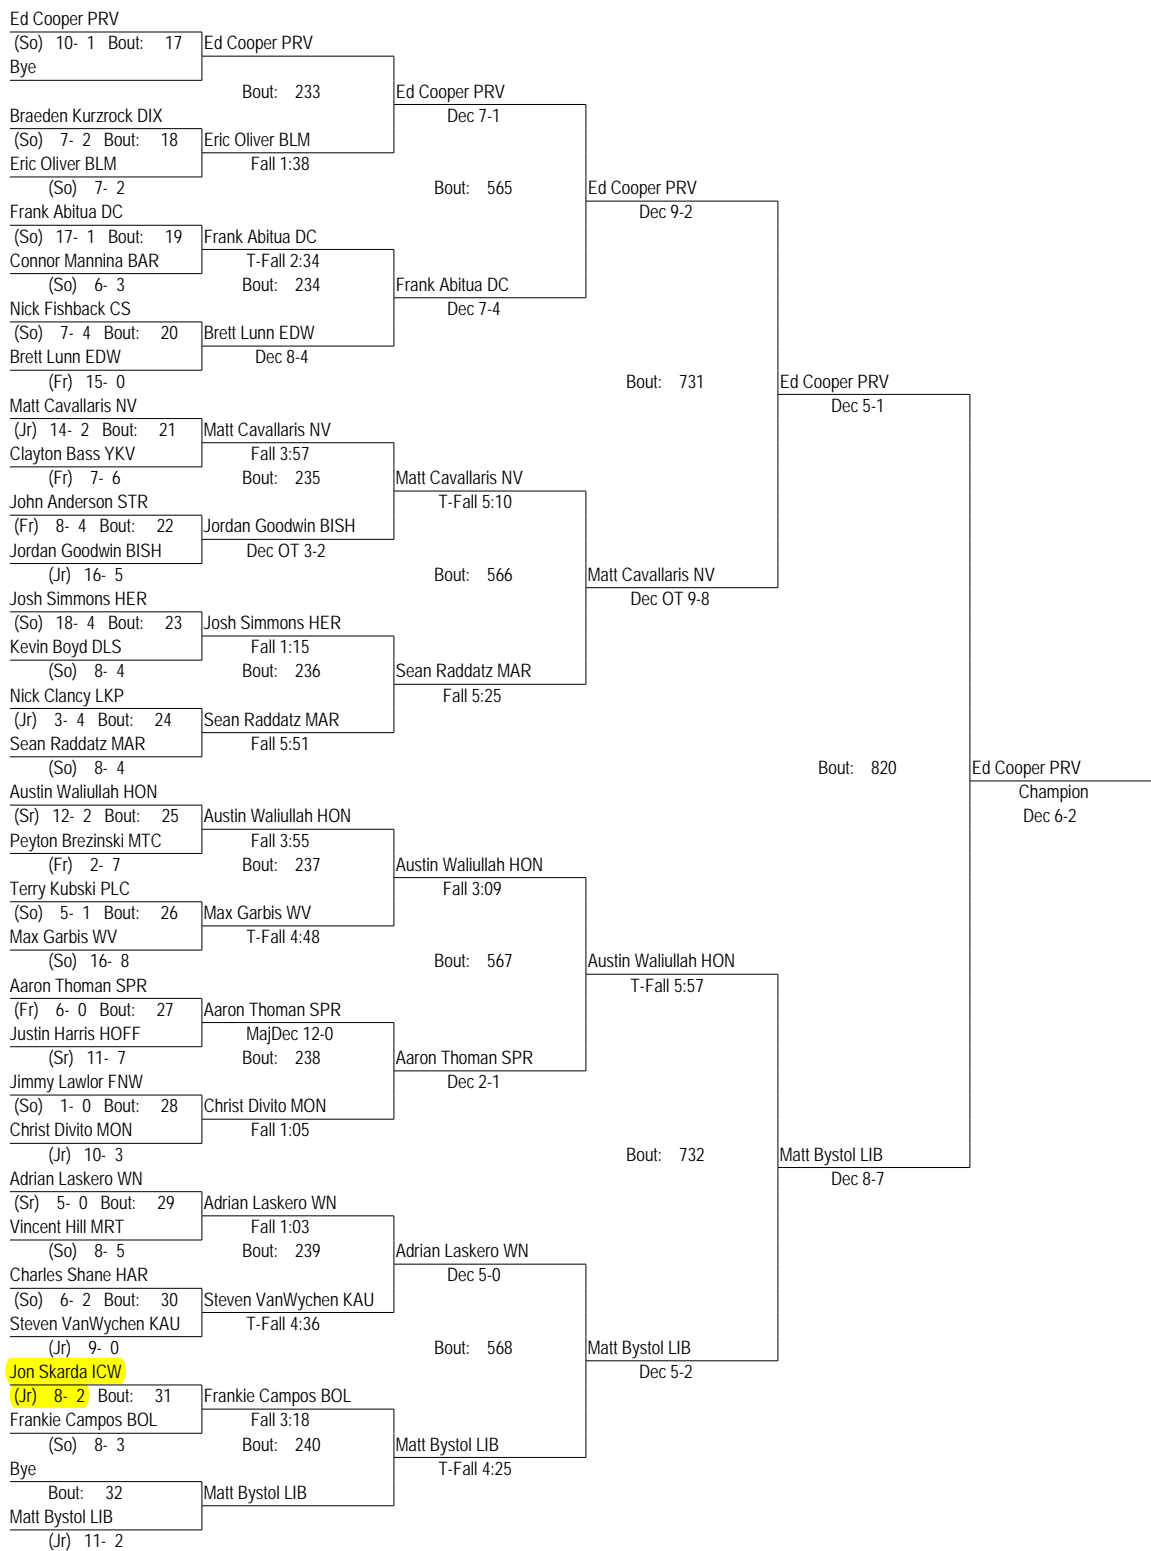 Ed Cooper PRV
(So) 10- 1 Bout: 17 Ed Cooper PRV
Bye
Bout: 233 Ed Cooper PRV
Braeden Kurzrock DIX Dec 7-1
(So) 7- 2 Bout: 18 Eric Oliver BLM
Eric Oliver BLM Fall 1:38
(So) 7- 2 Bout: 565 Ed Cooper PRV
Frank Abitua DC Dec 9-2
(So) 17- 1 Bout: 19 Frank Abitua DC
Connor Mannina BAR T-Fall 2:34
(So) 6- 3 Bout: 234 Frank Abitua DC
Nick Fishback CS Dec 7-4
(So) 7- 4 Bout: 20 Brett Lunn EDW
Brett Lunn EDW Dec 8-4
(Fr) 15- 0 Bout: 731 Ed Cooper PRV
Matt Cavallaris NV Dec 5-1
(Jr) 14- 2 Bout: 21 Matt Cavallaris NV
Clayton Bass YKV Fall 3:57
(Fr) 7- 6 Bout: 235 Matt Cavallaris NV
John Anderson STR T-Fall 5:10
(Fr) 8- 4 Bout: 22 Jordan Goodwin BISH
Jordan Goodwin BISH Dec OT 3-2
(Jr) 16- 5 Bout: 566 Matt Cavallaris NV
Josh Simmons HER Dec OT 9-8
(So) 18- 4 Bout: 23 Josh Simmons HER
Kevin Boyd DLS Fall 1:15
(So) 8- 4 Bout: 236 Sean Raddatz MAR
Nick Clancy LKP Fall 5:25
(Jr) 3- 4 Bout: 24 Sean Raddatz MAR
Sean Raddatz MAR Fall 5:51
(So) 8- 4 Bout: 820 Ed Cooper PRV
Austin Waliullah HON Champion
(Sr) 12- 2 Bout: 25 Austin Waliullah HON Dec 6-2
Peyton Brezinski MTC Fall 3:55
(Fr) 2- 7 Bout: 237 Austin Waliullah HON
Terry Kubski PLC Fall 3:09
(So) 5- 1 Bout: 26 Max Garbis WV
Max Garbis WV T-Fall 4:48
(So) 16- 8 Bout: 567 Austin Waliullah HON
Aaron Thoman SPR T-Fall 5:57
(Fr) 6- 0 Bout: 27 Aaron Thoman SPR
Justin Harris HOFF MajDec 12-0
(Sr) 11- 7 Bout: 238 Aaron Thoman SPR
Jimmy Lawlor FNW Dec 2-1
(So) 1- 0 Bout: 28 Christ Divito MON
Christ Divito MON Fall 1:05
(Jr) 10- 3 Bout: 732 Matt Bystol LIB
Adrian Laskero WN Dec 8-7
(Sr) 5- 0 Bout: 29 Adrian Laskero WN
Vincent Hill MRT Fall 1:03
(So) 8- 5 Bout: 239 Adrian Laskero WN
Charles Shane HAR Dec 5-0
(So) 6- 2 Bout: 30 Steven VanWychen KAU
Steven VanWychen KAU T-Fall 4:36
(Jr) 9- 0 Bout: 568 Matt Bystol LIB
Jon Skarda ICW Dec 5-2
(Jr) 8- 2 Bout: 31 Frankie Campos BOL
Frankie Campos BOL Fall 3:18
(So) 8- 3 Bout: 240 Matt Bystol LIB
Bye T-Fall 4:25
Bout: 32 Matt Bystol LIB
Matt Bystol LIB
(Jr) 11- 2